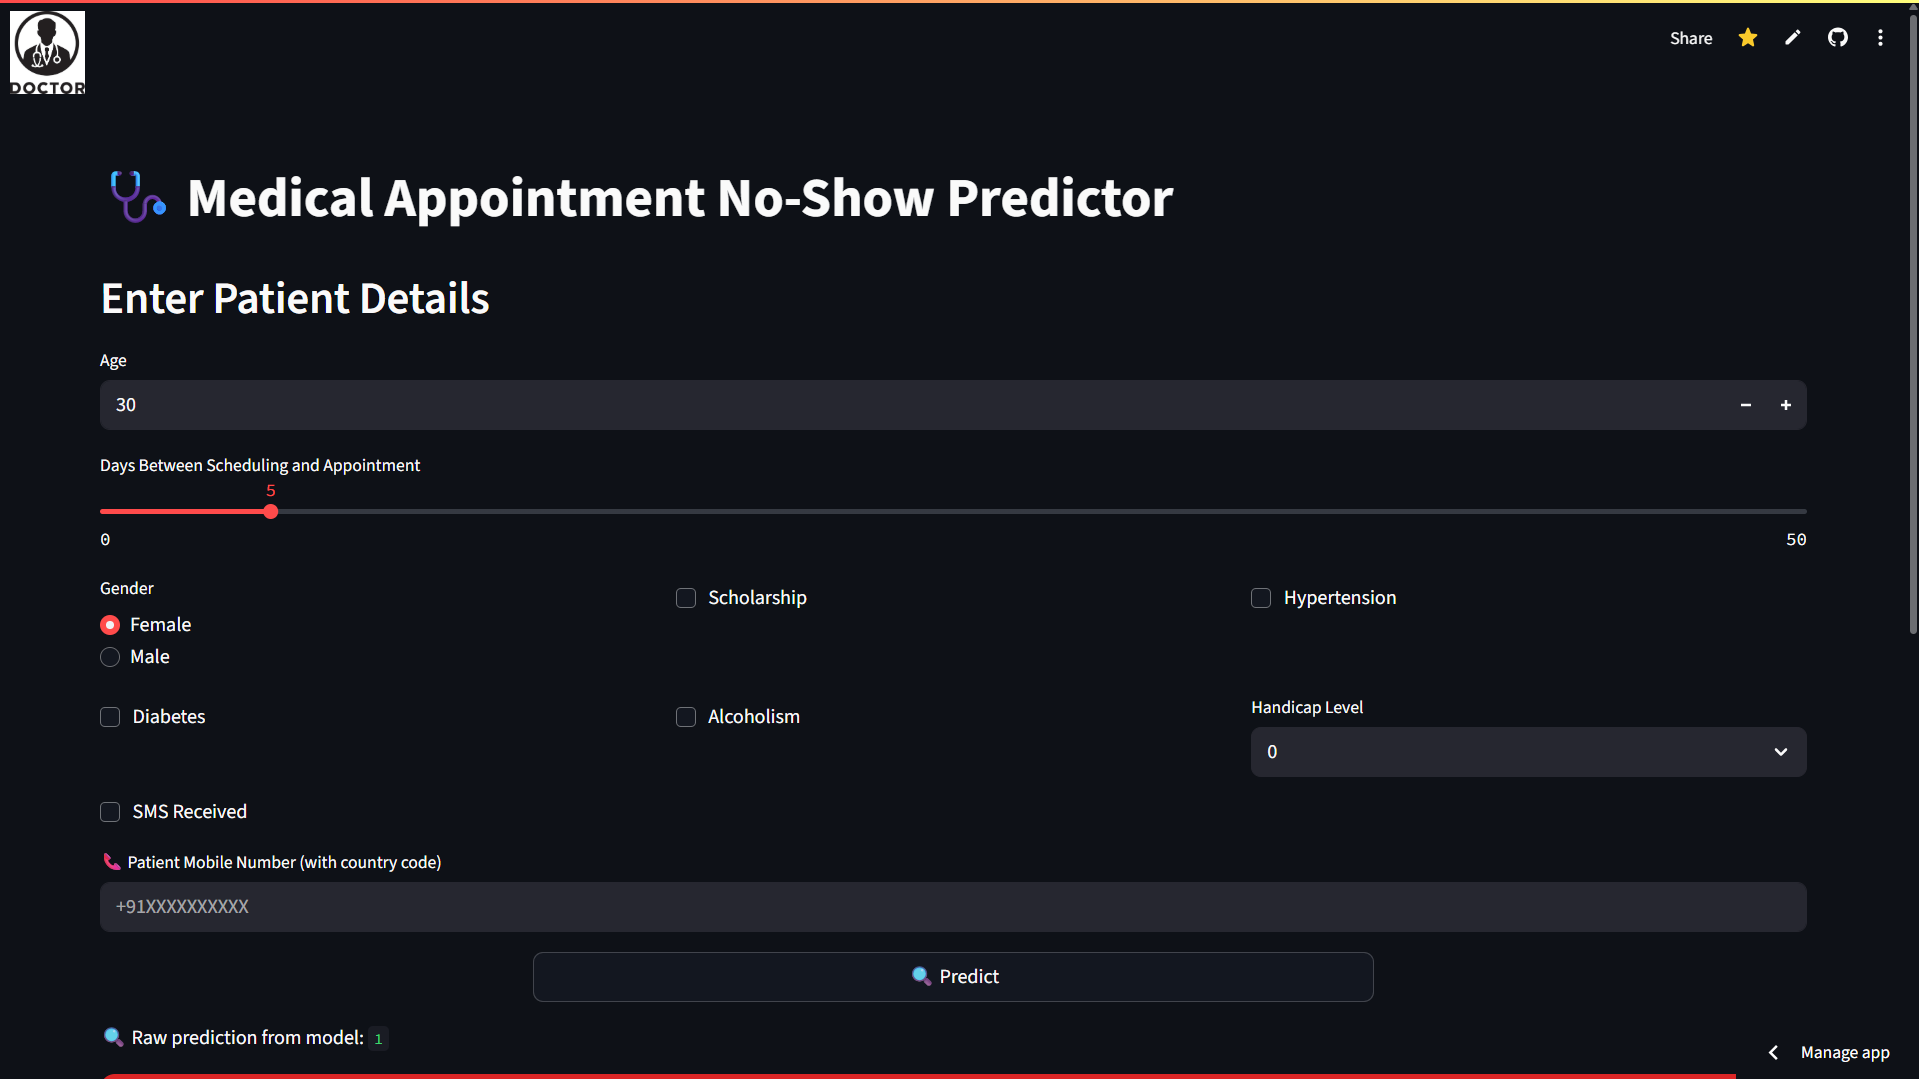 DOCTOR
Share
Medical Appointment No-Show Predictor
Enter Patient Details
Age
30
Days Between Scheduling and Appointment
5
0 50
Gender
Female
Male
Scholarship
Hypertension
Diabetes
Alcoholism
Handicap Level
0
SMS Received
Patient Mobile Number (with country code)
+91XXXXXXXXXX
Predict
Raw prediction from model: 1
Manage app